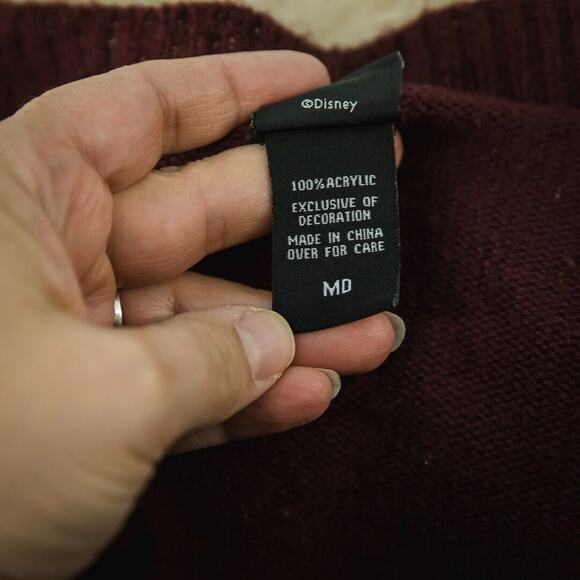 ©Disney
100% ACRYLIC
EXCLUSIVE OF
DECORATION
MADE IN CHINA
OVER FOR CARE
MD